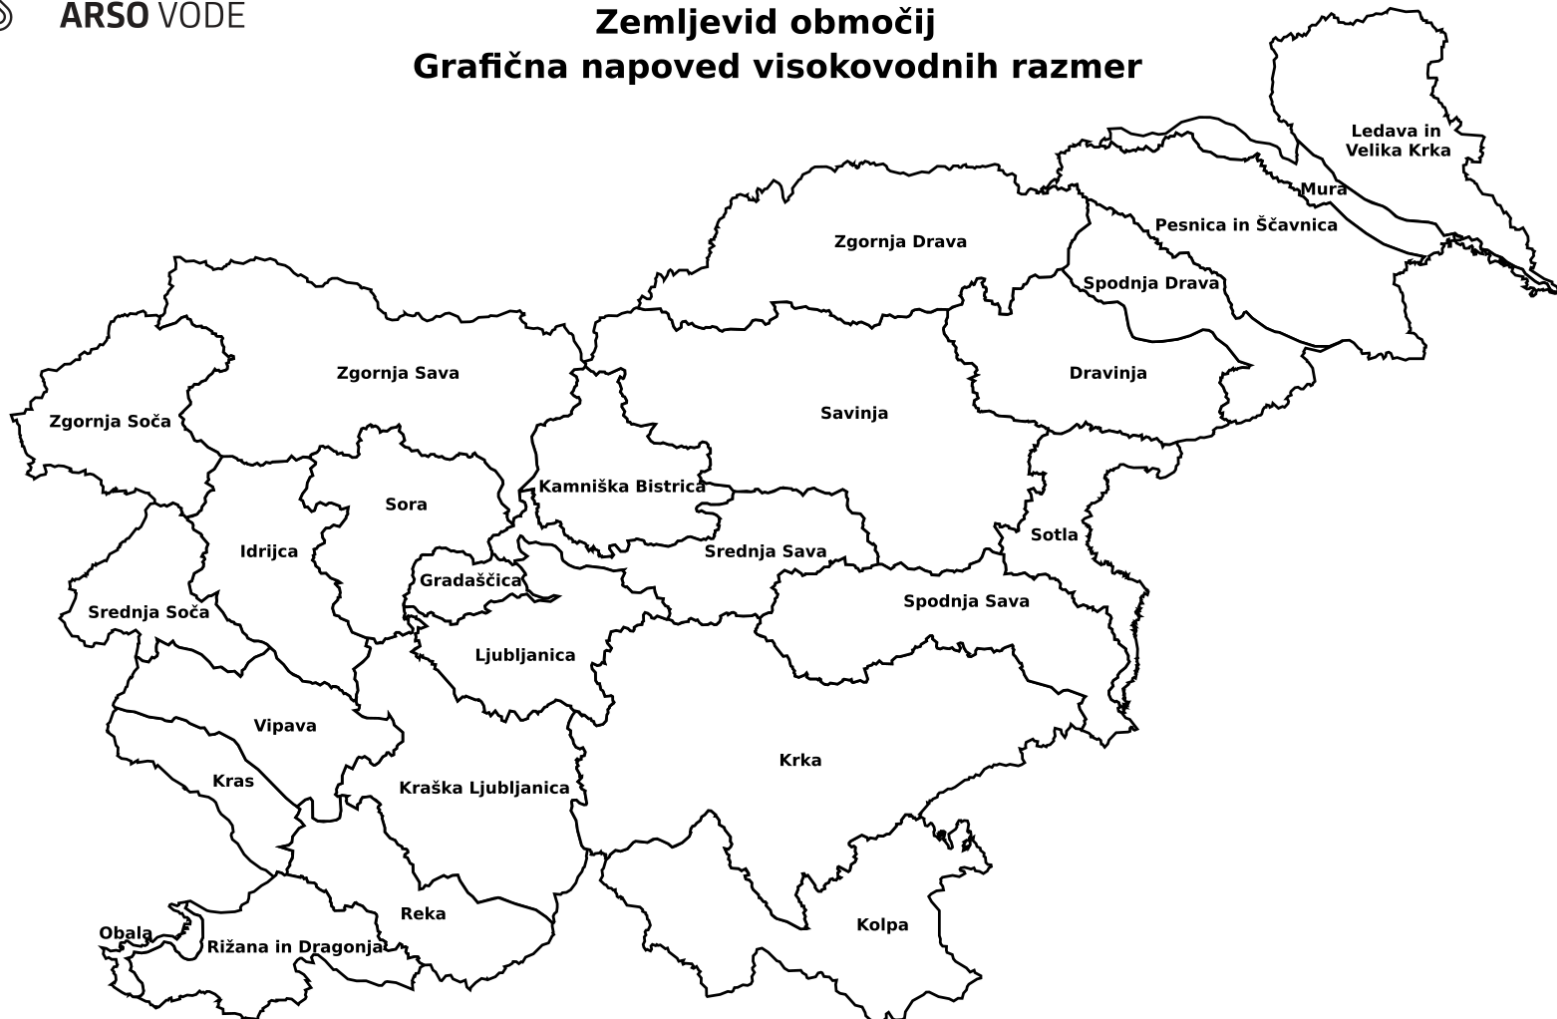 ARSO VODE
Zemljevid območij
Grafična napoved visokovodnih razmer
Ledava in
Velika Krka
Mura
Pesnica in Ščavnica
Zgornja Drava
Spodnja Drava
Zgornja Sava
Dravinja
Savinja
Zgornja Soča
Kamniška Bistrica
Sora
Sotla
Idrijca
Srednja Sava
Gradaščica
Spodnja Sava
Srednja Soča
Ljubljanica
Vipava
Krka
Kras
Kraška Ljubljanica
Reka
Kolpa
Obala
Rižana in Dragonja